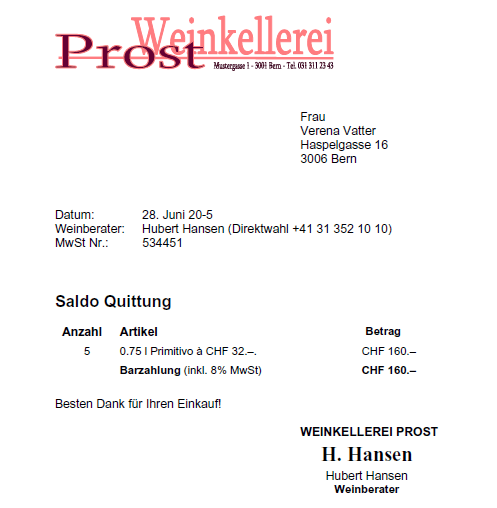 Weinkellerei
Prost
Mustergasse 1 - 3001 Bern - Tel. 031 311 23 43
Frau
Verena Vatter
Haspelgasse 16
3006 Bern
Datum: 28. Juni 20-5
Weinberater: Hubert Hansen (Direktwahl +41 31 352 10 10)
MwSt Nr.: 534451
Saldo Quittung
Anzahl Artikel Betrag
5 0.75 l Primitivo à CHF 32.–. CHF 160.–
Barzahlung (inkl. 8% MwSt) CHF 160.–
Besten Dank für Ihren Einkauf!
WEINKELLEREI PROST
H. Hansen
Hubert Hansen
Weinberater